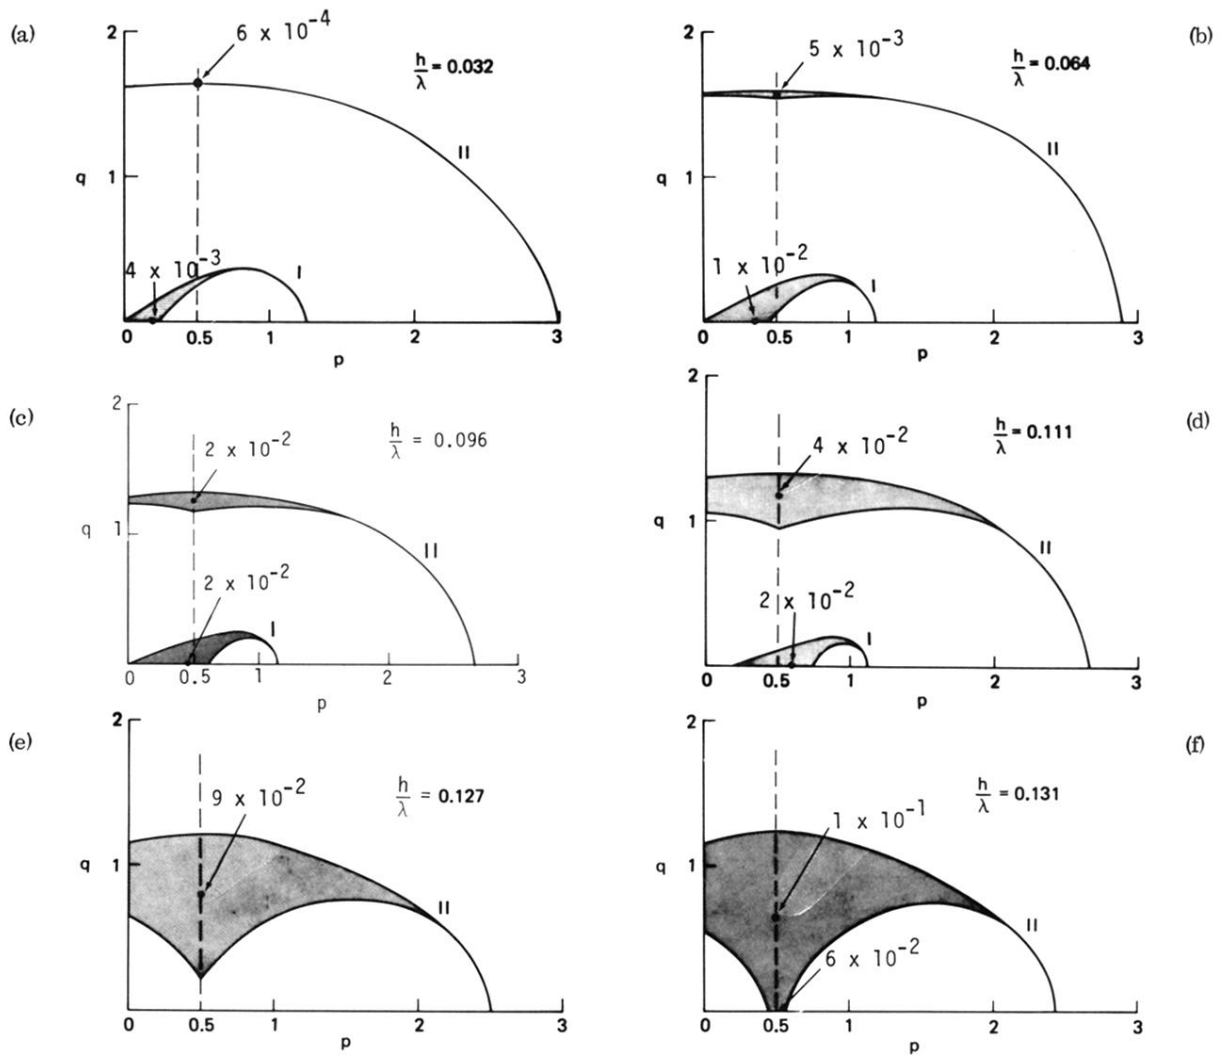 (a)
2
6 x 10-4
h/λ = 0.032
II
q
1
4 x 10-3
I
0
0.5
1
2
3
p
(b)
2
5 x 10-3
h/λ = 0.064
II
q
1
1 x 10-2
I
0
0.5
1
2
3
p
(c)
2
2 x 10-2
h/λ = 0.096
q
1
II
2 x 10-2
I
0
0.5
1
2
3
p
(d)
2
4 x 10-2
h/λ = 0.111
q
1
II
2 x 10-2
I
0
0.5
1
2
3
p
(e)
2
9 x 10-2
h/λ = 0.127
q
1
II
0
0.5
1
2
3
p
(f)
2
1 x 10-1
h/λ = 0.131
q
1
II
6 x 10-2
0
0.5
1
2
3
p